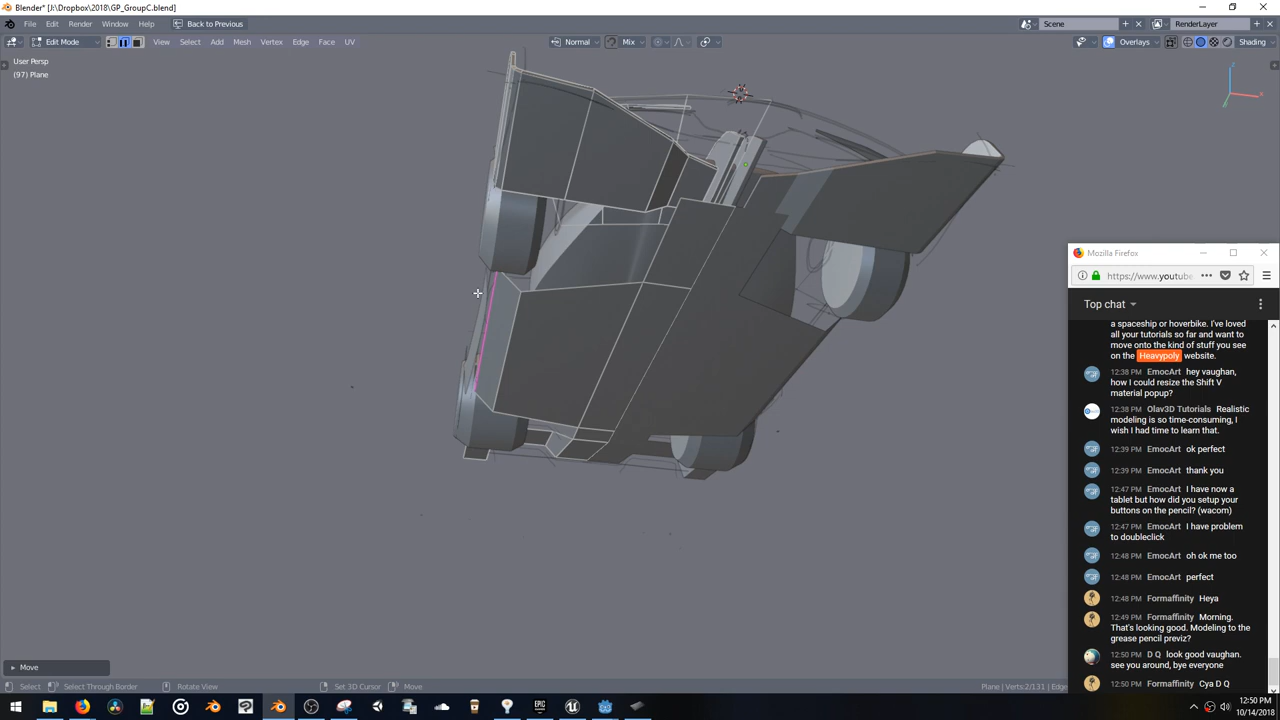 Blender* [J:\Dropbox\2018\GP_GroupC.blend]
File Edit Render Window Help Back to Previous
Scene RenderLayer
Edit Mode View Select Add Mesh Vertex Edge Face UV
Normal Mix Overlays Shading
User Persp
(97) Plane
Z
X
Y
Mozilla Firefox
https://www.youtube
Top chat
a spaceship or hoverbike. I've loved
all your tutorials so far and want to
move onto the kind of stuff you see
on the Heavypoly website.
12:38 PM EmocArt hey vaughan,
how I could resize the Shift V
material popup?
12:38 PM Olav3D Tutorials Realistic
modeling is so time-consuming, I
wish I had time to learn that.
12:39 PM EmocArt ok perfect
12:39 PM EmocArt thank you
12:47 PM EmocArt I have now a
tablet but how did you setup your
buttons on the pencil? (wacom)
12:47 PM EmocArt I have problem
to doubleclick
12:48 PM EmocArt oh ok me too
12:48 PM EmocArt perfect
12:48 PM Formaffinity Heya
12:49 PM Formaffinity Morning.
That's looking good. Modeling to the
grease pencil previz?
12:50 PM D Q look good vaughan.
see you around, bye everyone
12:50 PM Formaffinity Cya D Q
Move
Select Select Through Border Rotate View Set 3D Cursor Move Plane | Verts:2/131 | Edge
EPIC
GAMES
12:50 PM
10/14/2018